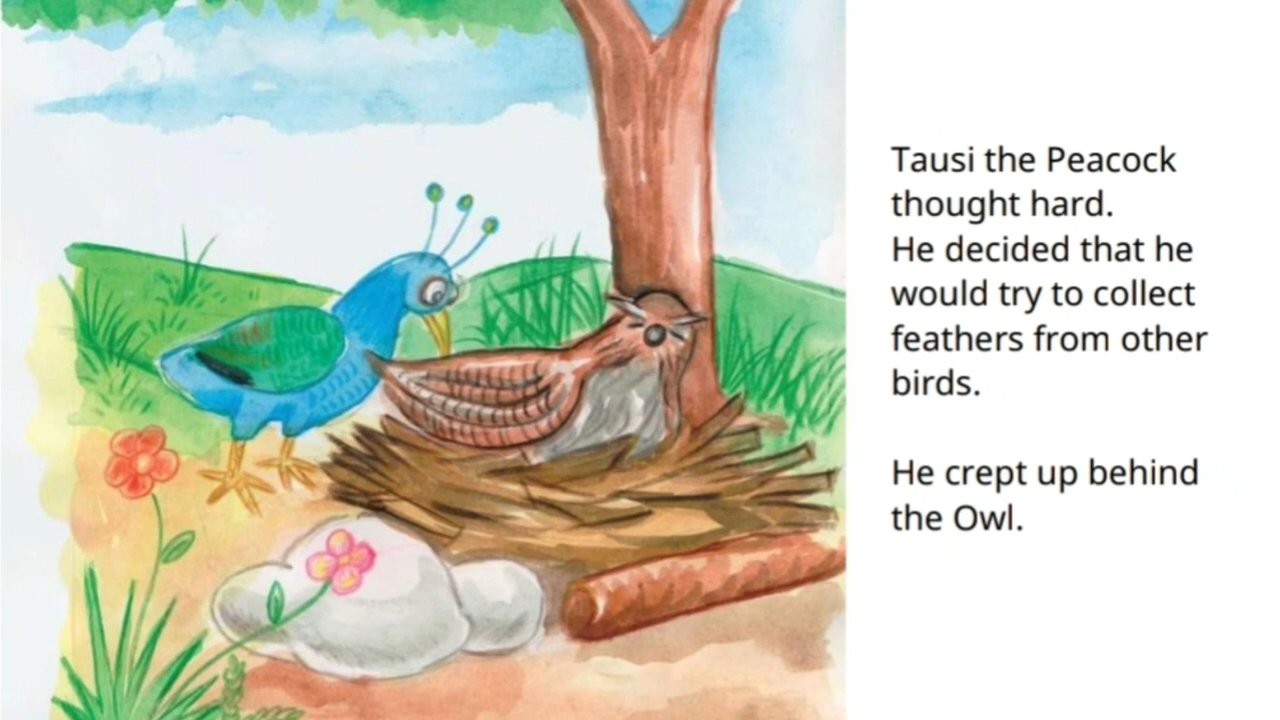 Tausi the Peacock
thought hard.
He decided that he
would try to collect
feathers from other
birds.
He crept up behind
the Owl.